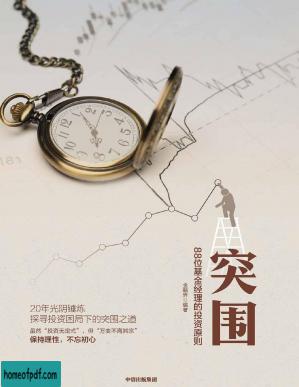 突围
88位基金经理的投资原则
20年光阴锤炼
探寻投资困局下的突围之道
虽然“投资无定式”，但“万变不离其宗”
保持理性，不忘初心
www.homeofpdf.com
中信出版集团